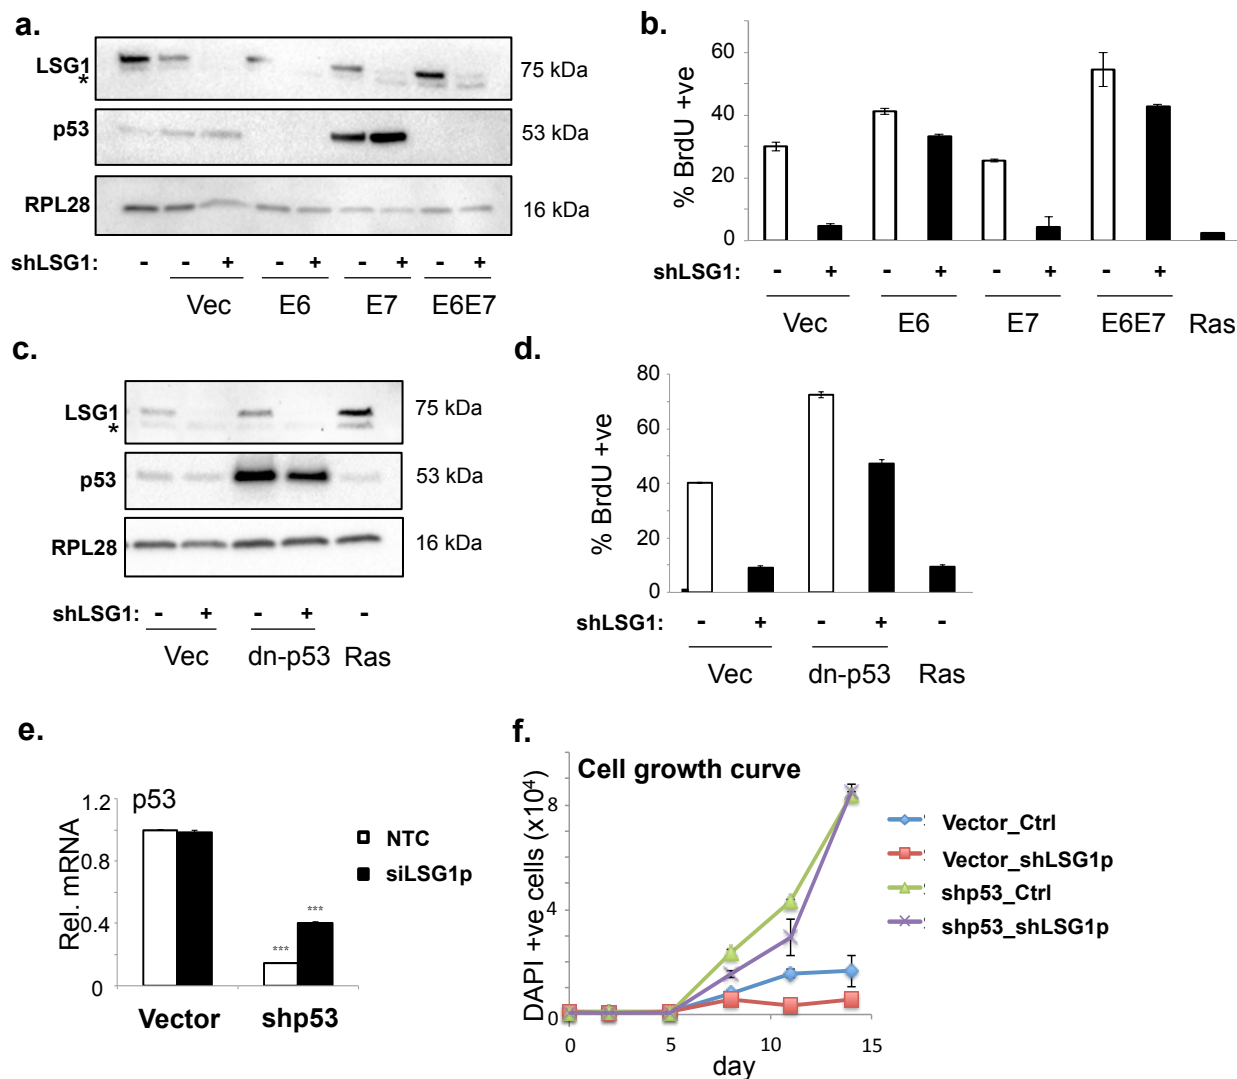 a.
LSG1
*
75 kDa
p53
53 kDa
RPL28
16 kDa
shLSG1: - - + - + - + - +
Vec E6 E7 E6E7
b.
% BrdU +ve
60
40
20
0
shLSG1: - + - + - + - +
Vec E6 E7 E6E7 Ras
c.
LSG1
*
75 kDa
p53
53 kDa
RPL28
16 kDa
shLSG1: - + - + -
Vec dn-p53 Ras
d.
% BrdU +ve
80
60
40
20
0
shLSG1: - + - + -
Vec dn-p53 Ras
e.
p53
Rel. mRNA
1.2
0.8
0.4
0
*** ***
NTC
siLSG1p
Vector shp53
f.
Cell growth curve
DAPI +ve cells (x10⁴)
8
4
0
0 5 10 15
day
Vector_Ctrl
Vector_shLSG1p
shp53_Ctrl
shp53_shLSG1p